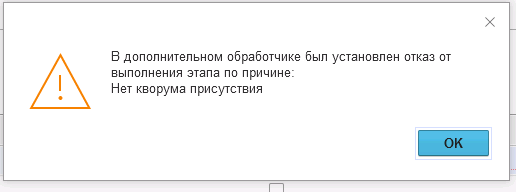 В дополнительном обработчике был установлен отказ от
выполнения этапа по причине:
Нет кворума присутствия
OK